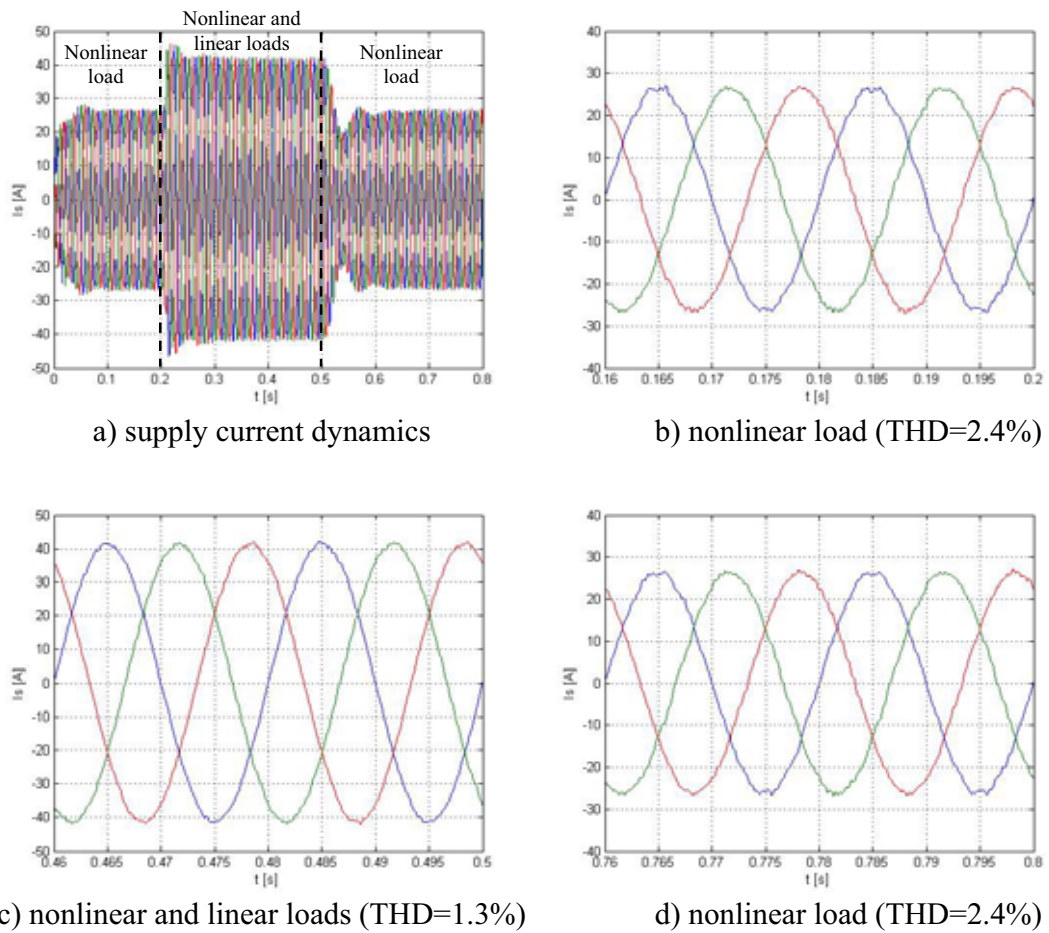 Nonlinear and
linear loads
Nonlinear
load
Nonlinear
load
50
40
30
20
10
0
-10
-20
-30
-40
-50
Is [A]
0 0.1 0.2 0.3 0.4 0.5 0.6 0.7 0.8
t [s]
a) supply current dynamics
40
30
20
10
0
-10
-20
-30
-40
Is [A]
0.16 0.165 0.17 0.175 0.18 0.185 0.19 0.195 0.2
t [s]
b) nonlinear load (THD=2.4%)
50
40
30
20
10
0
-10
-20
-30
-40
-50
Is [A]
0.46 0.465 0.47 0.475 0.48 0.485 0.49 0.495 0.5
t [s]
c) nonlinear and linear loads (THD=1.3%)
40
30
20
10
0
-10
-20
-30
-40
Is [A]
0.76 0.765 0.77 0.775 0.78 0.785 0.79 0.795 0.8
t [s]
d) nonlinear load (THD=2.4%)